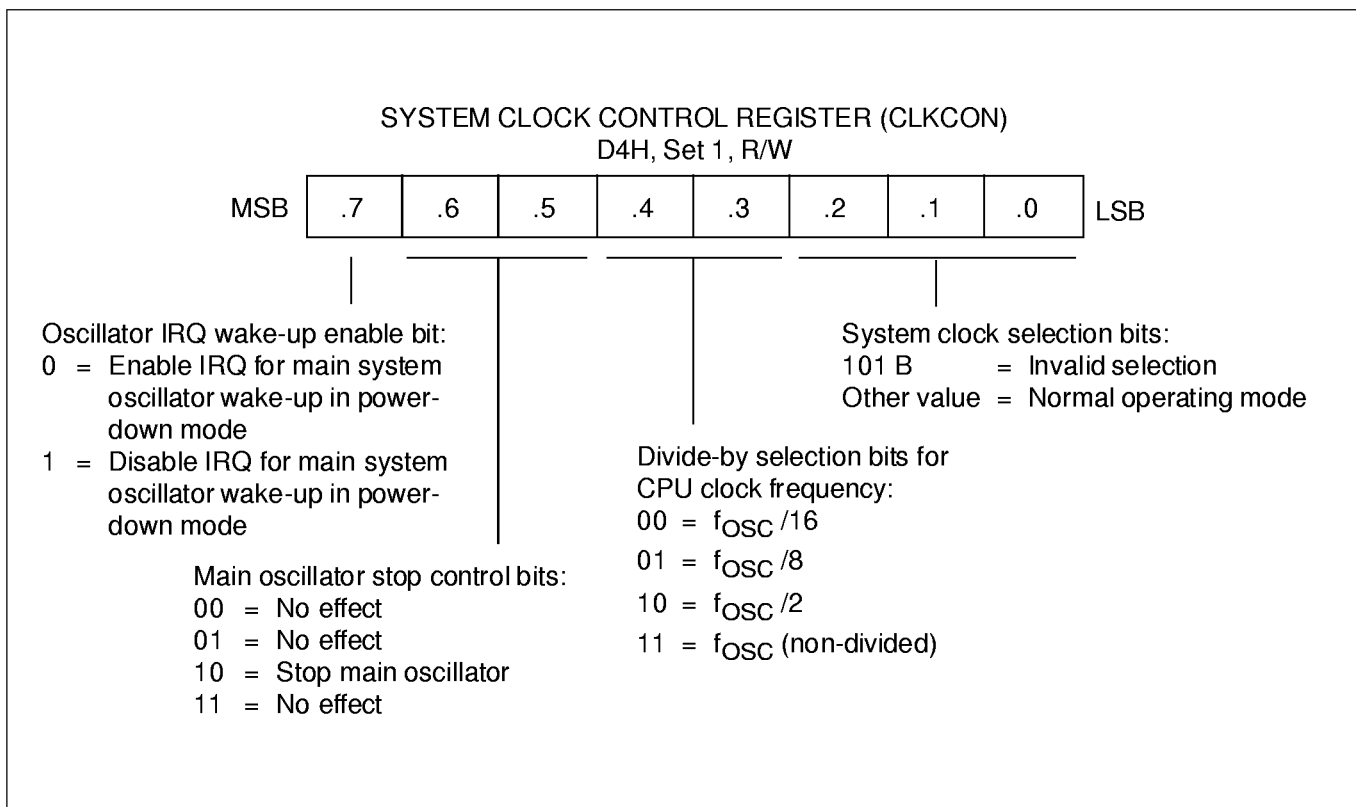 SYSTEM CLOCK CONTROL REGISTER (CLKCON)
D4H, Set 1, R/W
MSB .7 .6 .5 .4 .3 .2 .1 .0 LSB
Oscillator IRQ wake-up enable bit:
0 = Enable IRQ for main system
oscillator wake-up in power-
down mode
1 = Disable IRQ for main system
oscillator wake-up in power-
down mode
Main oscillator stop control bits:
00 = No effect
01 = No effect
10 = Stop main oscillator
11 = No effect
Divide-by selection bits for
CPU clock frequency:
00 = fOSC /16
01 = fOSC /8
10 = fOSC /2
11 = fOSC (non-divided)
System clock selection bits:
101 B = Invalid selection
Other value = Normal operating mode